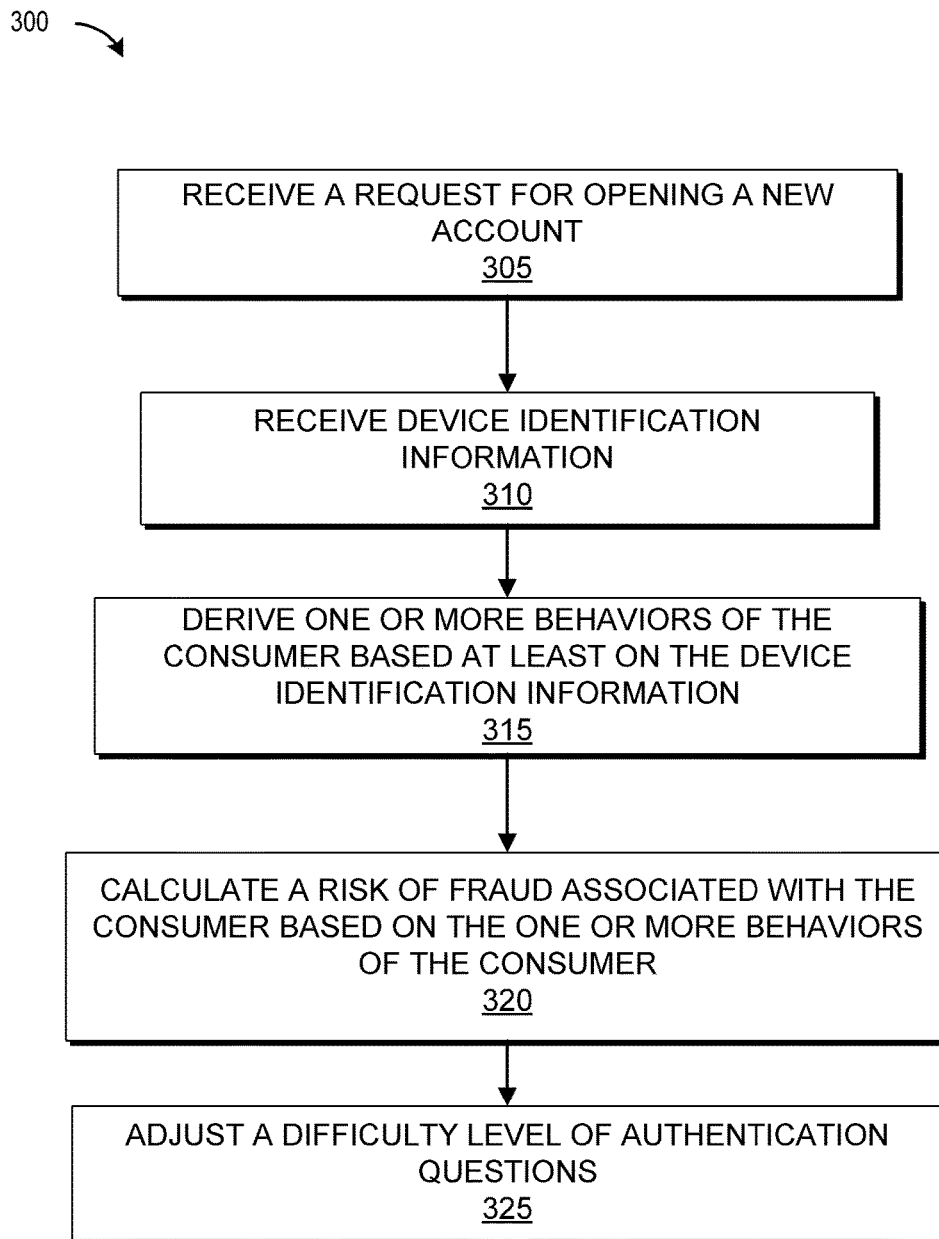 300
RECEIVE A REQUEST FOR OPENING A NEW
ACCOUNT
305
RECEIVE DEVICE IDENTIFICATION
INFORMATION
310
DERIVE ONE OR MORE BEHAVIORS OF THE
CONSUMER BASED AT LEAST ON THE DEVICE
IDENTIFICATION INFORMATION
315
CALCULATE A RISK OF FRAUD ASSOCIATED WITH THE
CONSUMER BASED ON THE ONE OR MORE BEHAVIORS
OF THE CONSUMER
320
ADJUST A DIFFICULTY LEVEL OF AUTHENTICATION
QUESTIONS
325